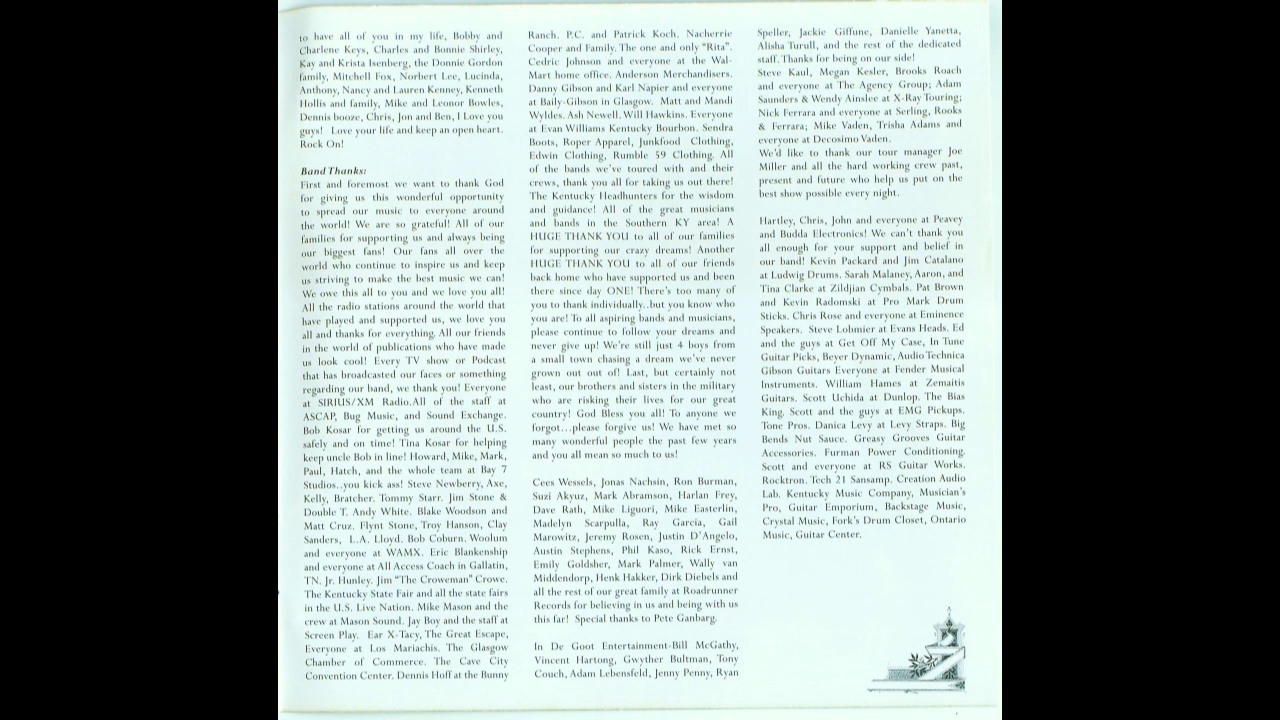 to have all of you in my life, Bobby and
Charlene Keys, Charles and Bonnie Shirley,
Kay and Krista Isenberg, the Donnie Gordon
family, Mitchell Fox, Norbert Lee, Lucinda,
Anthony, Nancy and Lauren Kenney, Kenneth
Hollis and family, Mike and Leonor Bowles,
Dennis booze, Chris, Jon and Ben, I Love you
guys! Love your life and keep an open heart.
Rock On!
Band Thanks:
First and foremost we want to thank God
for giving us this wonderful opportunity
to spread our music to everyone around
the world! We are so grateful! All of our
families for supporting us and always being
our biggest fans! Our fans all over the
world who continue to inspire us and keep
us striving to make the best music we can!
We owe this all to you and we love you all!
All the radio stations around the world that
have played and supported us, we love you
all and thanks for everything. All our friends
in the world of publications who have made
us look cool! Every TV show or Podcast
that has broadcasted our faces or something
regarding our band, we thank you! Everyone
at SIRIUS/XM Radio.All of the staff at
ASCAP, Bug Music, and Sound Exchange.
Bob Kosar for getting us around the U.S.
safely and on time! Tina Kosar for helping
keep uncle Bob in line! Howard, Mike, Mark,
Paul, Hatch, and the whole team at Bay 7
Studios..you kick ass! Steve Newberry, Axe,
Kelly, Bratcher. Tommy Starr. Jim Stone &
Double T. Andy White. Blake Woodson and
Matt Cruz. Flynt Stone, Troy Hanson, Clay
Sanders, L.A. Lloyd. Bob Coburn. Woolum
and everyone at WAMX. Eric Blankenship
and everyone at All Access Coach in Gallatin,
TN. Jr. Hunley. Jim "The Croweman" Crowe.
The Kentucky State Fair and all the state fairs
in the U.S. Live Nation. Mike Mason and the
crew at Mason Sound. Jay Boy and the staff at
Screen Play. Ear X-Tacy, The Great Escape,
Everyone at Los Mariachis. The Glasgow
Chamber of Commerce. The Cave City
Convention Center. Dennis Hoff at the Bunny
Ranch. P.C. and Patrick Koch. Nacherrie
Cooper and Family. The one and only "Rita".
Cedric Johnson and everyone at the Wal-
Mart home office. Anderson Merchandisers.
Danny Gibson and Karl Napier and everyone
at Baily-Gibson in Glasgow. Matt and Mandi
Wyldes. Ash Newell. Will Hawkins. Everyone
at Evan Williams Kentucky Bourbon. Sendra
Boots, Roper Apparel, Junkfood Clothing,
Edwin Clothing, Rumble 59 Clothing. All
of the bands we've toured with and their
crews, thank you all for taking us out there!
The Kentucky Headhunters for the wisdom
and guidance! All of the great musicians
and bands in the Southern KY area! A
HUGE THANK YOU to all of our families
for supporting our crazy dreams! Another
HUGE THANK YOU to all of our friends
back home who have supported us and been
there since day ONE! There's too many of
you to thank individually..but you know who
you are! To all aspiring bands and musicians,
please continue to follow your dreams and
never give up! We're still just 4 boys from
a small town chasing a dream we've never
grown out of! Last, but certainly not
least, our brothers and sisters in the military
who are risking their lives for our great
country! God Bless you all! To anyone we
forgot...please forgive us! We have met so
many wonderful people the past few years
and you all mean so much to us!
Cees Wessels, Jonas Nachsin, Ron Burman,
Suzi Akyuz, Mark Abramson, Harlan Frey,
Dave Rath, Mike Liguori, Mike Easterlin,
Madelyn Scarpulla, Ray Garcia, Gail
Marowitz, Jeremy Rosen, Justin D'Angelo,
Austin Stephens, Phil Kaso, Rick Ernst,
Emily Goldsher, Mark Palmer, Wally van
Middendorp, Henk Hakker, Dirk Diebels and
all the rest of our great family at Roadrunner
Records for believing in us and being with us
this far! Special thanks to Pete Ganbarg.
In De Goot Entertainment-Bill McGathy,
Vincent Hartong, Gwyther Bultman, Tony
Couch, Adam Lebensfeld, Jenny Penny, Ryan
Speller, Jackie Giffune, Danielle Yanetta,
Alisha Turull, and the rest of the dedicated
staff. Thanks for being on our side!
Steve Kaul, Megan Kesler, Brooks Roach
and everyone at The Agency Group; Adam
Saunders & Wendy Ainslee at X-Ray Touring;
Nick Ferrara and everyone at Serling, Rooks
& Ferrara; Mike Vaden, Trisha Adams and
everyone at Decosimo Vaden.
We'd like to thank our tour manager Joe
Miller and all the hard working crew past,
present and future who help us put on the
best show possible every night.
Hartley, Chris, John and everyone at Peavey
and Budda Electronics! We can't thank you
all enough for your support and belief in
our band! Kevin Packard and Jim Catalano
at Ludwig Drums. Sarah Malaney, Aaron, and
Tina Clarke at Zildjian Cymbals. Pat Brown
and Kevin Radomski at Pro Mark Drum
Sticks. Chris Rose and everyone at Eminence
Speakers. Steve Lobmier at Evans Heads. Ed
and the guys at Get Off My Case, In Tune
Guitar Picks, Beyer Dynamic, Audio Technica
Gibson Guitars Everyone at Fender Musical
Instruments. William Hames at Zemaitis
Guitars. Scott Uchida at Dunlop. The Bias
King. Scott and the guys at EMG Pickups.
Tone Pros. Danica Levy at Levy Straps. Big
Bends Nut Sauce. Greasy Grooves Guitar
Accessories. Furman Power Conditioning.
Scott and everyone at RS Guitar Works.
Rocktron. Tech 21 Sansamp. Creation Audio
Lab. Kentucky Music Company, Musician's
Pro, Guitar Emporium, Backstage Music,
Crystal Music, Fork's Drum Closet, Ontario
Music, Guitar Center.